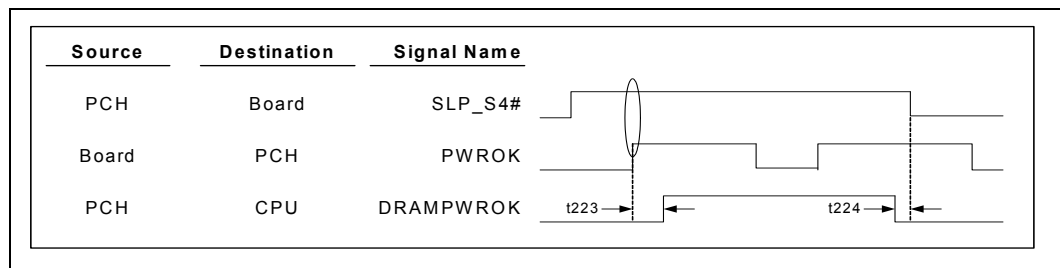 Source Destination Signal Name
PCH Board SLP_S4#
Board PCH PWROK
PCH CPU DRAMPWROK t223 t224